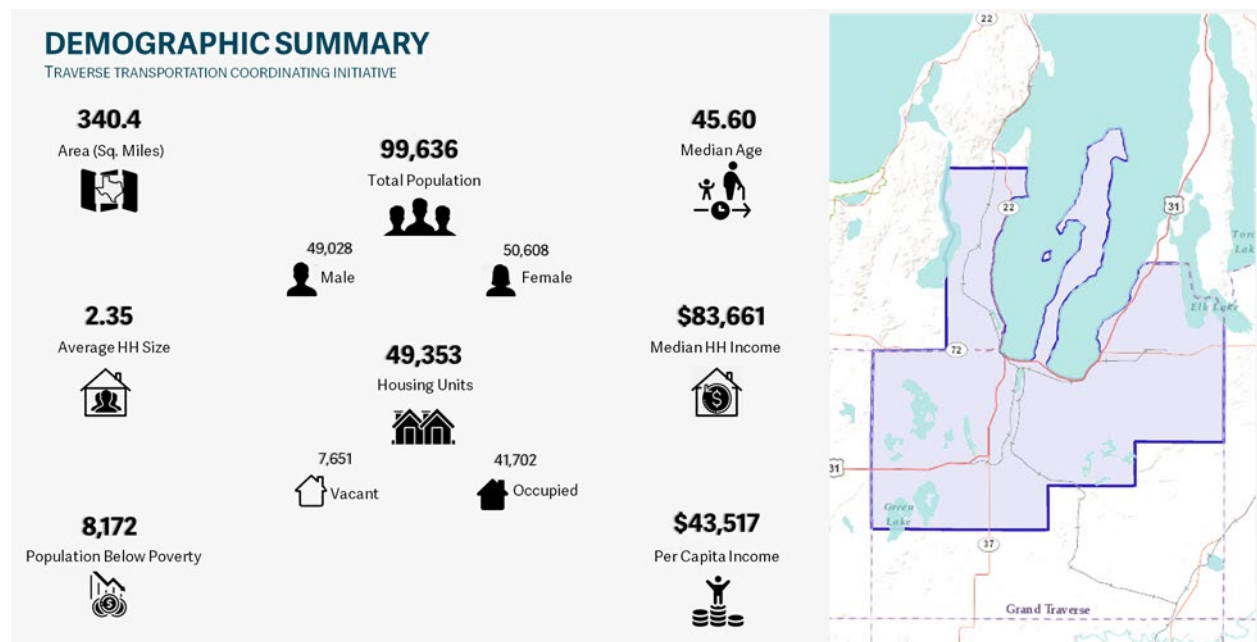 DEMOGRAPHIC SUMMARY
TRAVERSE TRANSPORTATION COORDINATING INITIATIVE
340.4
Area (Sq. Miles)
99,636
Total Population
49,028
Male
50,608
Female
45.60
Median Age
2.35
Average HH Size
49,353
Housing Units
7,651
Vacant
41,702
Occupied
$83,661
Median HH Income
8,172
Population Below Poverty
$43,517
Per Capita Income
22
22
31
Elk Lake
72
31
Green
Lake
37
Grand Traverse